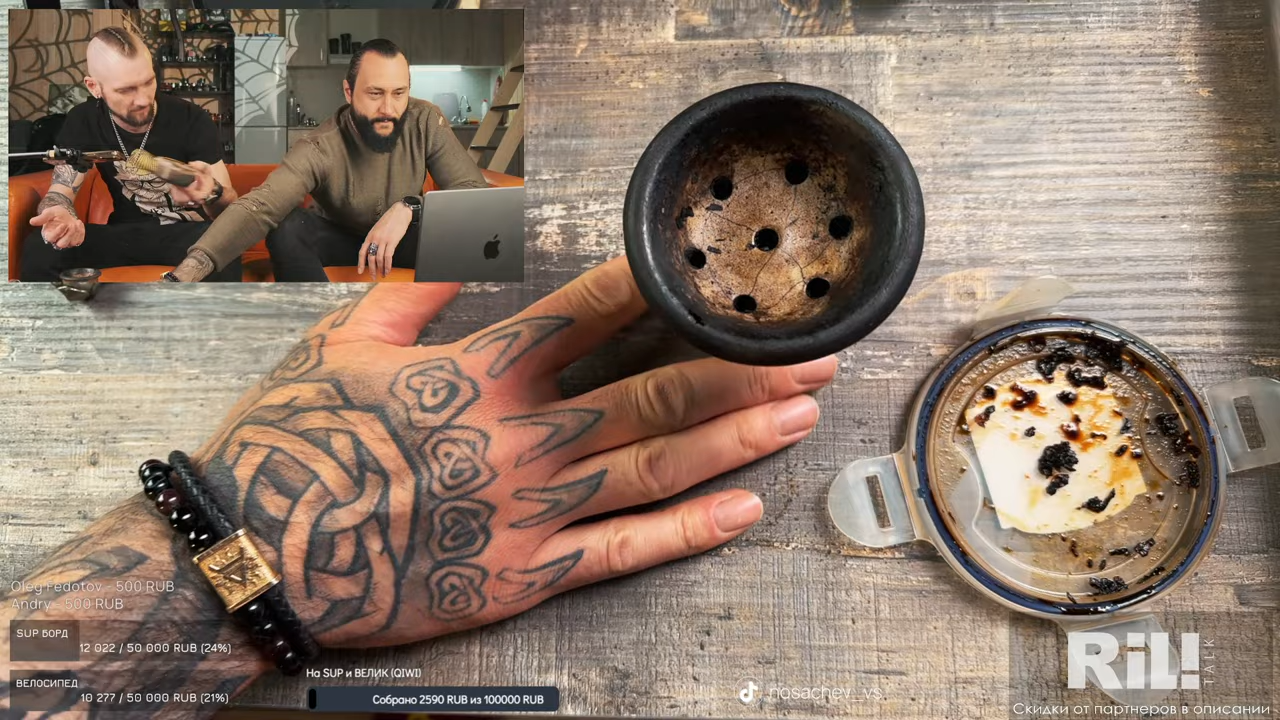 Oleg Fedotov - 500 RUB
Andry - 500 RUB
SUP БОРД
12 022 / 50 000 RUB (24%)
ВЕЛОСИПЕД
10 277 / 50 000 RUB (21%)
На SUP и ВЕЛИК (QIWI)
Собрано 2590 RUB из 100000 RUB
nosachev_vs
RiL! TALK
Скидки от партнеров в описании